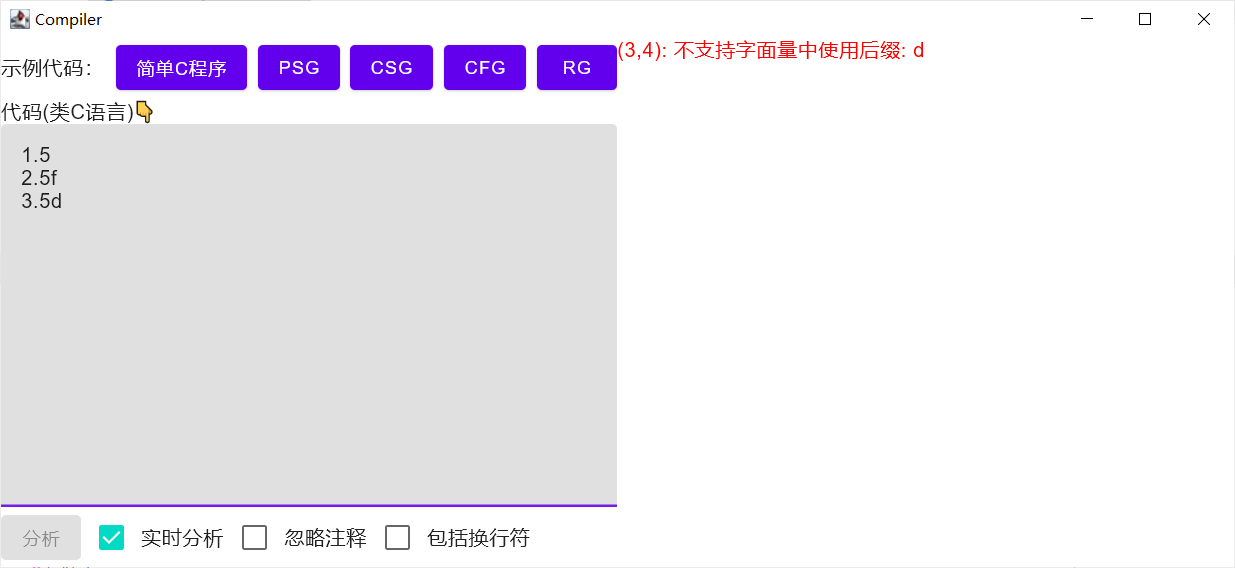 Compiler
示例代码： 简单C程序 PSG CSG CFG RG
(3,4): 不支持字面量中使用后缀: d
代码(类C语言)👇
1.5
2.5f
3.5d
分析 实时分析 忽略注释 包括换行符